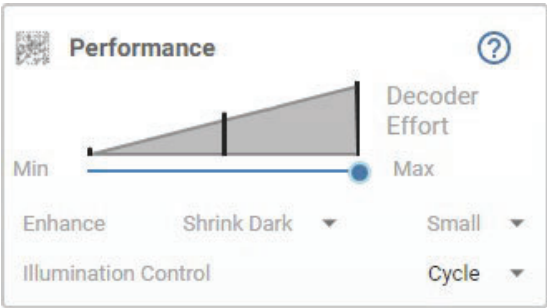 Performance
Decoder
Effort
Min Max
Enhance Shrink Dark Small
Illumination Control Cycle